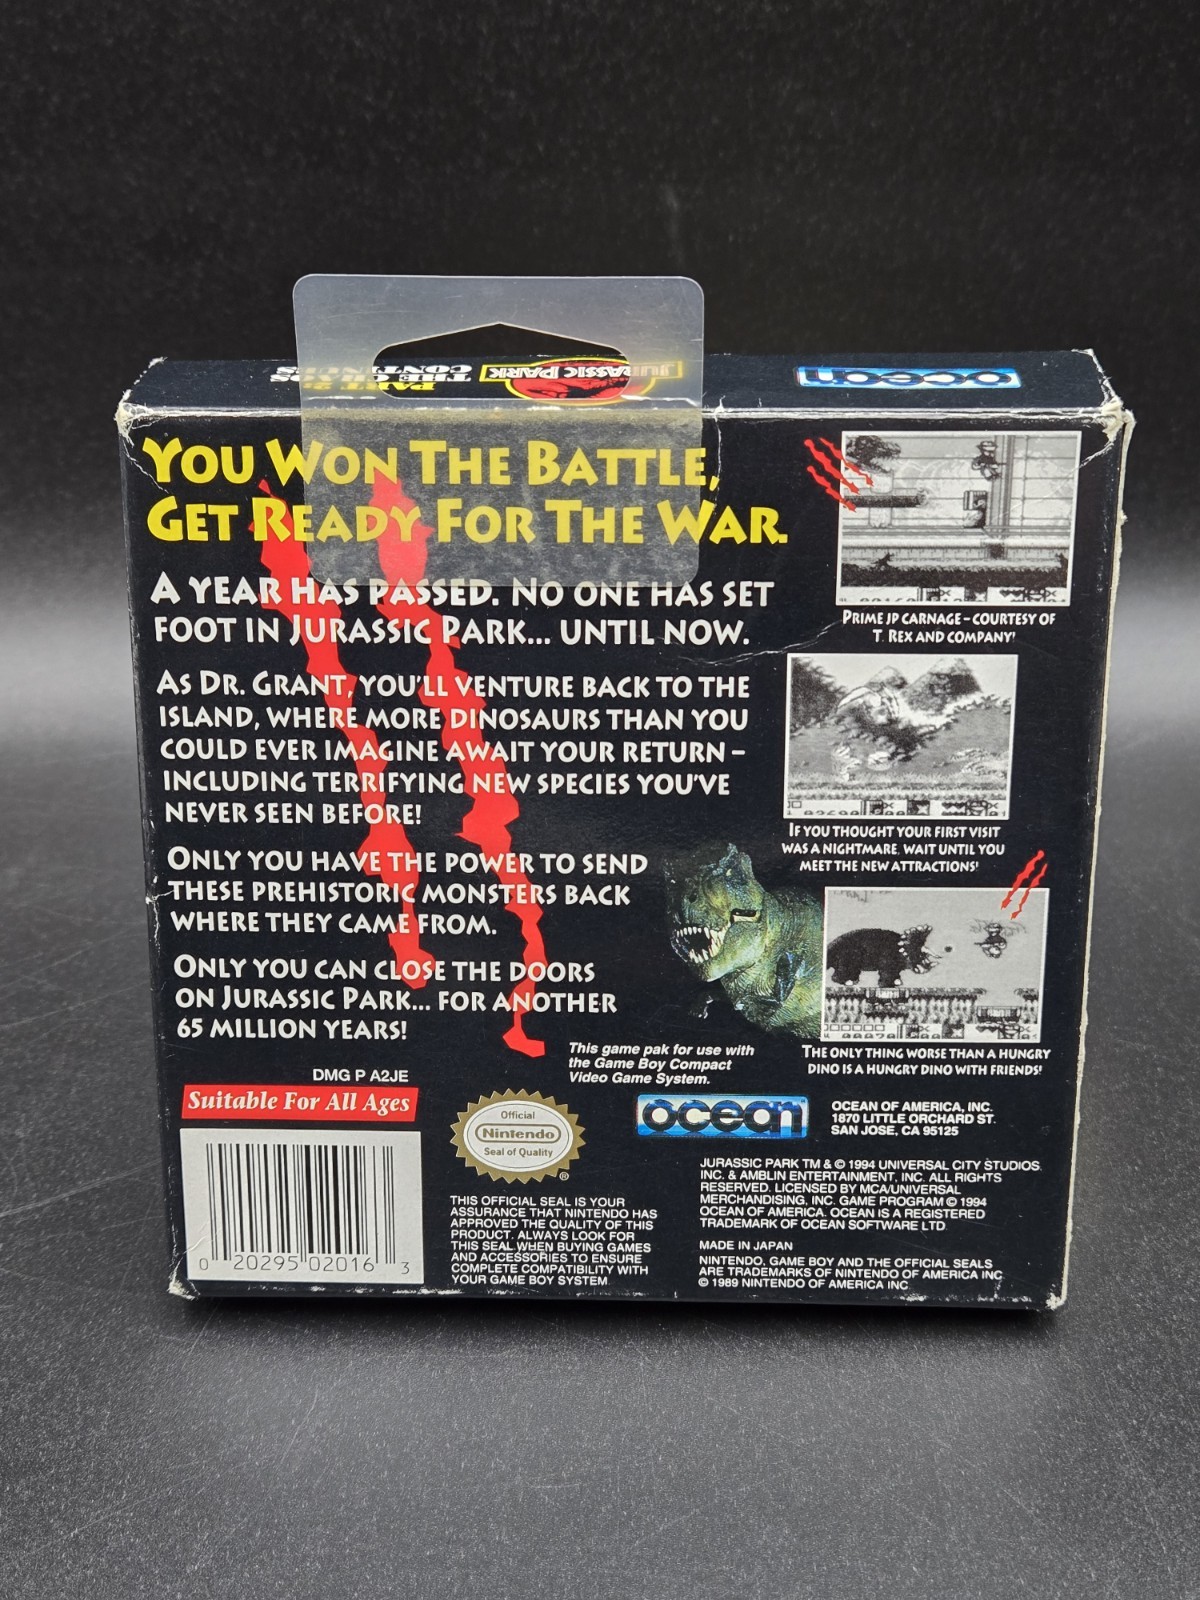 PART 2:
THE CHAOS
CONTINUES
JURASSIC PARK
ocean
YOU WON THE BATTLE,
GET READY FOR THE WAR.
A YEAR HAS PASSED. NO ONE HAS SET
FOOT IN JURASSIC PARK... UNTIL NOW.
AS DR. GRANT, YOU'LL VENTURE BACK TO THE
ISLAND, WHERE MORE DINOSAURS THAN YOU
COULD EVER IMAGINE AWAIT YOUR RETURN –
INCLUDING TERRIFYING NEW SPECIES YOU'VE
NEVER SEEN BEFORE!
ONLY YOU HAVE THE POWER TO SEND
THESE PREHISTORIC MONSTERS BACK
WHERE THEY CAME FROM.
ONLY YOU CAN CLOSE THE DOORS
ON JURASSIC PARK... FOR ANOTHER
65 MILLION YEARS!
PRIME JP CARNAGE – COURTESY OF
T. REX AND COMPANY!
IF YOU THOUGHT YOUR FIRST VISIT
WAS A NIGHTMARE, WAIT UNTIL YOU
MEET THE NEW ATTRACTIONS!
THE ONLY THING WORSE THAN A HUNGRY
DINO IS A HUNGRY DINO WITH FRIENDS!
This game pak for use with
the Game Boy Compact
Video Game System.
DMG P A2JE
Suitable For All Ages
0 20295 02016 3
Official
Nintendo
Seal of Quality
®
THIS OFFICIAL SEAL IS YOUR
ASSURANCE THAT NINTENDO HAS
APPROVED THE QUALITY OF THIS
PRODUCT. ALWAYS LOOK FOR
THIS SEAL WHEN BUYING GAMES
AND ACCESSORIES TO ENSURE
COMPLETE COMPATIBILITY WITH
YOUR GAME BOY SYSTEM
ocean
OCEAN OF AMERICA, INC.
1870 LITTLE ORCHARD ST.
SAN JOSE, CA 95125
JURASSIC PARK TM & © 1994 UNIVERSAL CITY STUDIOS
INC. & AMBLIN ENTERTAINMENT, INC. ALL RIGHTS
RESERVED. LICENSED BY MCA/UNIVERSAL
MERCHANDISING, INC. GAME PROGRAM © 1994
OCEAN OF AMERICA. OCEAN IS A REGISTERED
TRADEMARK OF OCEAN SOFTWARE LTD
MADE IN JAPAN
NINTENDO, GAME BOY AND THE OFFICIAL SEALS
ARE TRADEMARKS OF NINTENDO OF AMERICA INC
© 1989 NINTENDO OF AMERICA INC